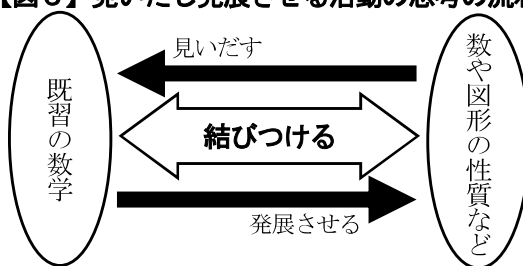 見いだし発展させる活動の思考の流れ
見いだす
既習の数学
結びつける
数や図形の性質など
発展させる